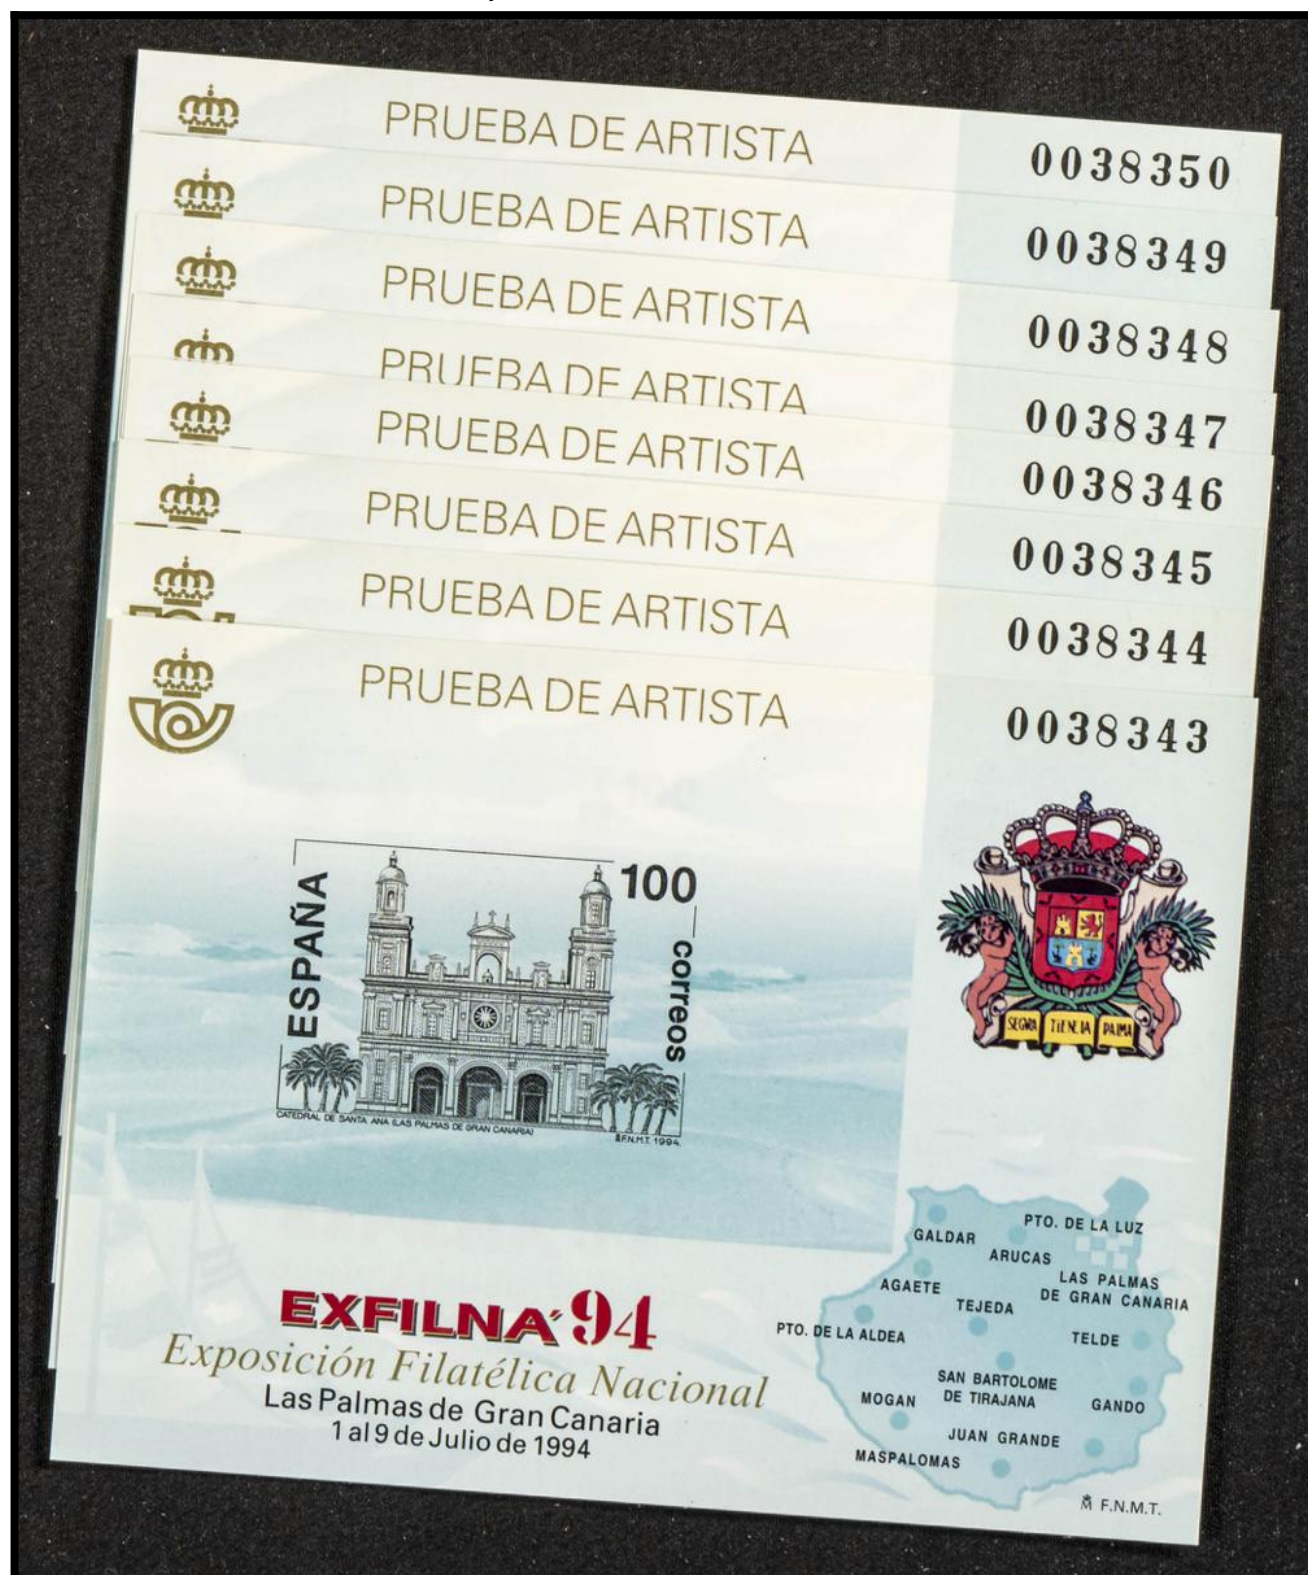 PRUEBA DE ARTISTA
0038350
PRUEBA DE ARTISTA
0038349
PRUEBA DE ARTISTA
0038348
PRUEBA DE ARTISTA
0038347
PRUEBA DE ARTISTA
0038346
PRUEBA DE ARTISTA
0038345
PRUEBA DE ARTISTA
0038344
PRUEBA DE ARTISTA
0038343
ESPAÑA
100
correos
CATEDRAL DE SANTA ANA (LAS PALMAS DE GRAN CANARIA)
F.N.M.T. 1994.
PALMA
EXFILNA'94
Exposición Filatélica Nacional
Las Palmas de Gran Canaria
1 al 9 de Julio de 1994
PTO. DE LA LUZ
GALDAR
ARUCAS
LAS PALMAS
DE GRAN CANARIA
AGAETE
TEJEDA
PTO. DE LA ALDEA
TELDE
SAN BARTOLOME
DE TIRAJANA
MOGAN
GANDO
JUAN GRANDE
MASPALOMAS
F.N.M.T.